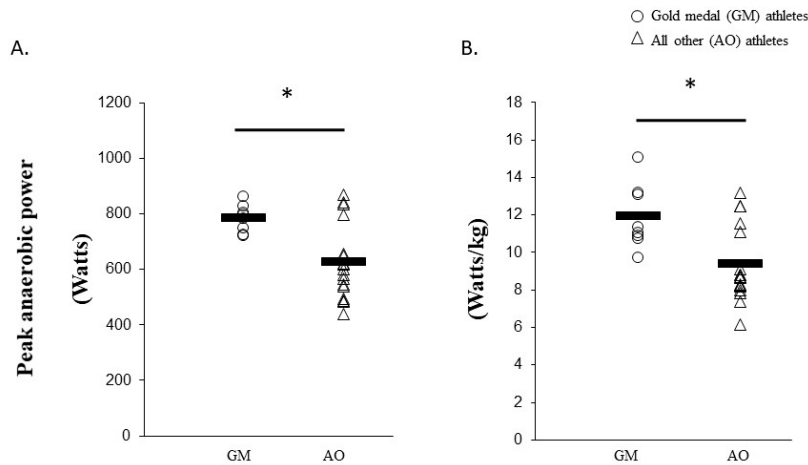 Gold medal (GM) athletes
All other (AO) athletes
A.
Peak anaerobic power
(Watts)
1200
1000
800
600
400
200
0
*
GM
AO
B.
(Watts/kg)
18
16
14
12
10
8
6
4
2
0
*
GM
AO